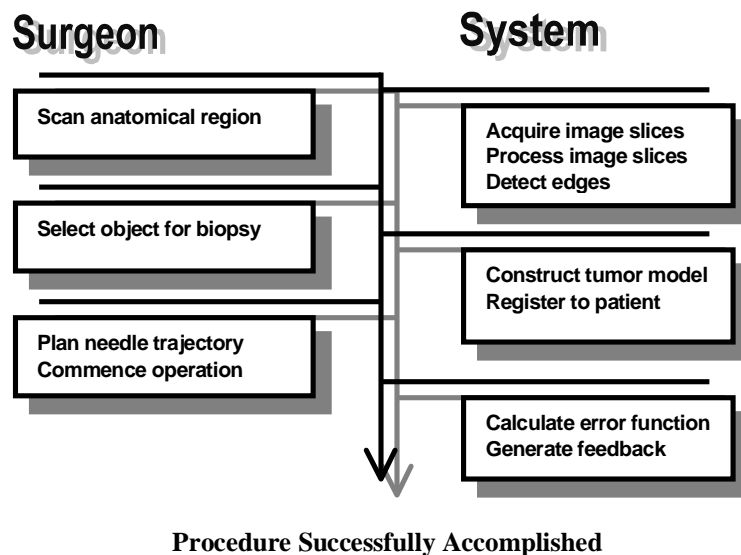 Surgeon
System
Scan anatomical region
Acquire image slices
Process image slices
Detect edges
Select object for biopsy
Construct tumor model
Register to patient
Plan needle trajectory
Commence operation
Calculate error function
Generate feedback
Procedure Successfully Accomplished